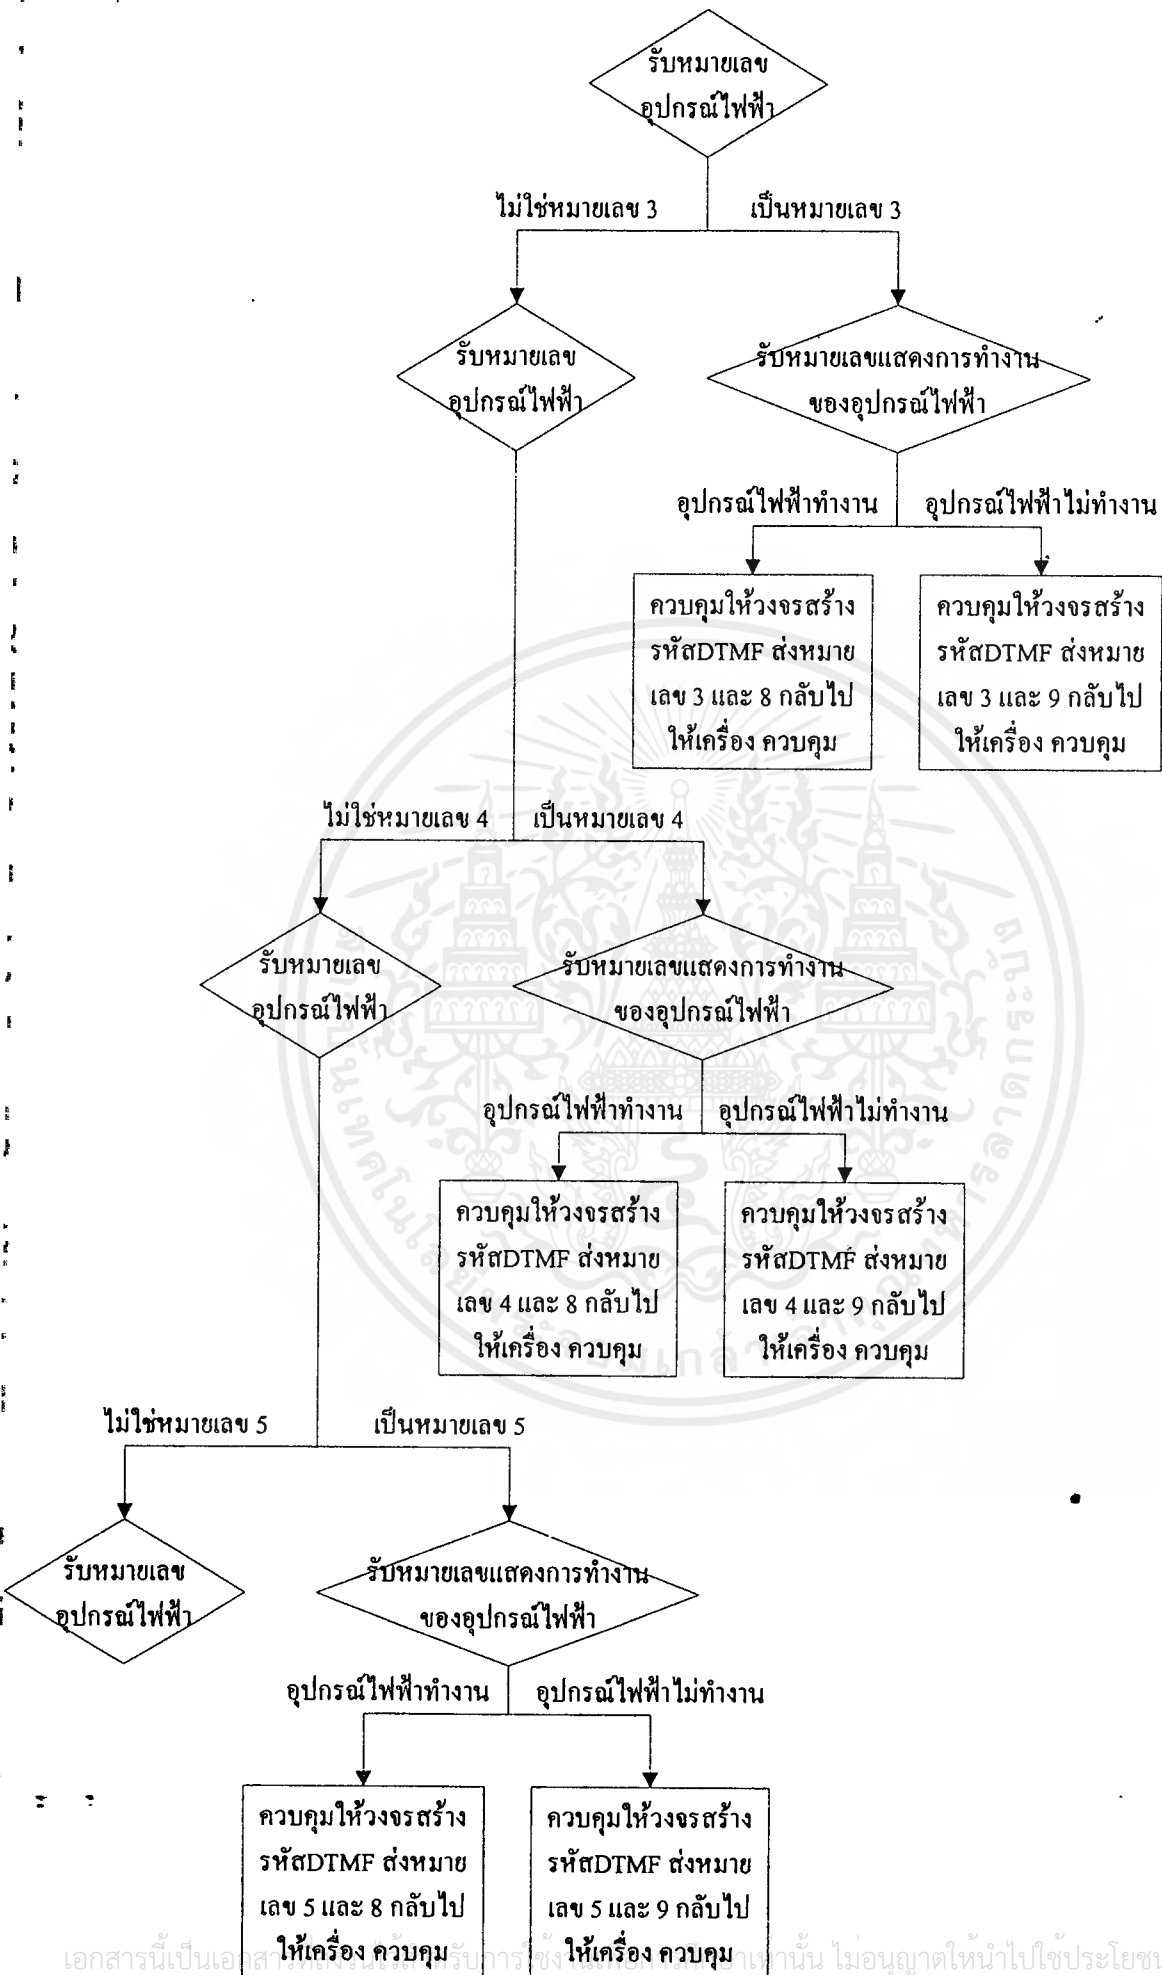 รับหมายเลข
อุปกรณ์ไฟฟ้า
ไม่ใช่หมายเลข 3
เป็นหมายเลข 3
รับหมายเลข
อุปกรณ์ไฟฟ้า
รับหมายเลขแสดงการทำงาน
ของอุปกรณ์ไฟฟ้า
อุปกรณ์ไฟฟ้าทำงาน
อุปกรณ์ไฟฟ้าไม่ทำงาน
ควบคุมให้วงจรสร้าง
รหัสDTMF ส่งหมาย
เลข 3 และ 8 กลับไป
ให้เครื่อง ควบคุม
ควบคุมให้วงจรสร้าง
รหัสDTMF ส่งหมาย
เลข 3 และ 9 กลับไป
ให้เครื่อง ควบคุม
ไม่ใช่หมายเลข 4
เป็นหมายเลข 4
รับหมายเลข
อุปกรณ์ไฟฟ้า
รับหมายเลขแสดงการทำงาน
ของอุปกรณ์ไฟฟ้า
อุปกรณ์ไฟฟ้าทำงาน
อุปกรณ์ไฟฟ้าไม่ทำงาน
ควบคุมให้วงจรสร้าง
รหัสDTMF ส่งหมาย
เลข 4 และ 8 กลับไป
ให้เครื่อง ควบคุม
ควบคุมให้วงจรสร้าง
รหัสDTMF ส่งหมาย
เลข 4 และ 9 กลับไป
ให้เครื่อง ควบคุม
ไม่ใช่หมายเลข 5
เป็นหมายเลข 5
รับหมายเลข
อุปกรณ์ไฟฟ้า
รับหมายเลขแสดงการทำงาน
ของอุปกรณ์ไฟฟ้า
อุปกรณ์ไฟฟ้าทำงาน
อุปกรณ์ไฟฟ้าไม่ทำงาน
ควบคุมให้วงจรสร้าง
รหัสDTMF ส่งหมาย
เลข 5 และ 8 กลับไป
ให้เครื่อง ควบคุม
ควบคุมให้วงจรสร้าง
รหัสDTMF ส่งหมาย
เลข 5 และ 9 กลับไป
ให้เครื่อง ควบคุม
เอกสารนี้เป็นเอกสาร ไม่อนุญาตให้นำไปใช้ประโยชน